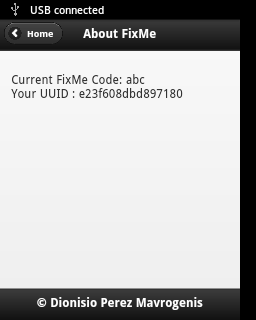 USB connected
Home
About FixMe
Current FixMe Code: abc
Your UUID : e23f608dbd897180
© Dionisio Perez Mavrogenis